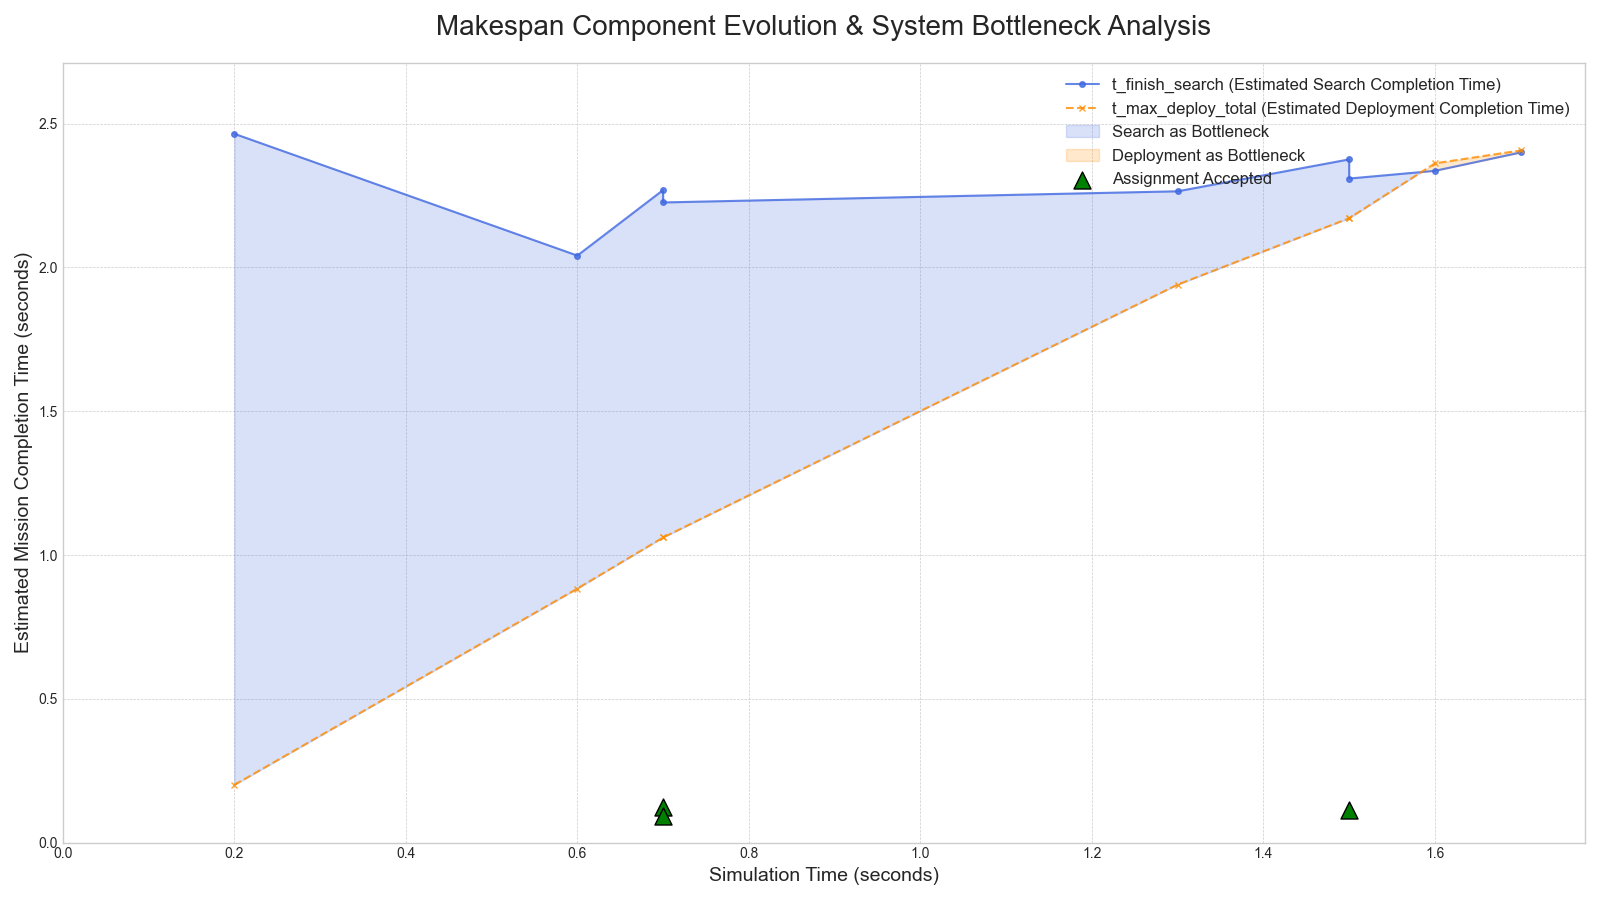 Makespan Component Evolution & System Bottleneck Analysis
t_finish_search (Estimated Search Completion Time)
t_max_deploy_total (Estimated Deployment Completion Time)
Search as Bottleneck
Deployment as Bottleneck
Assignment Accepted
Estimated Mission Completion Time (seconds)
2.5
2.0
1.5
1.0
0.5
0.0
0.0 0.2 0.4 0.6 0.8 1.0 1.2 1.4 1.6
Simulation Time (seconds)